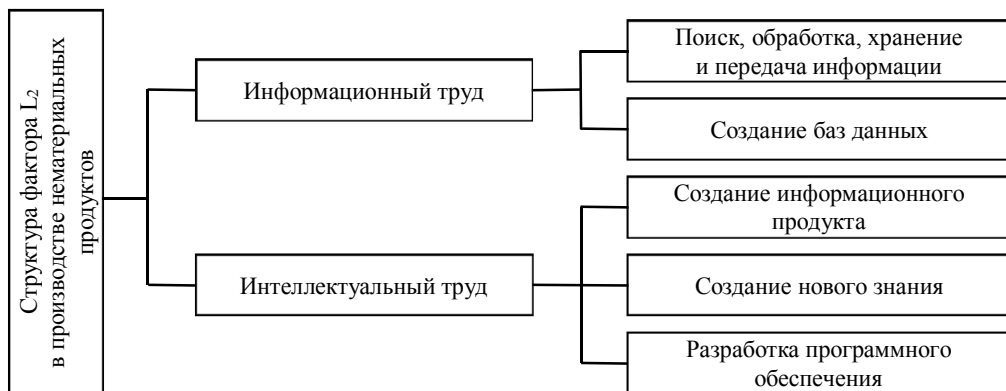 Структура фактора L₂
в производстве нематериальных
продуктов
Информационный труд
Поиск, обработка, хранение
и передача информации
Создание баз данных
Интеллектуальный труд
Создание информационного
продукта
Создание нового знания
Разработка программного
обеспечения